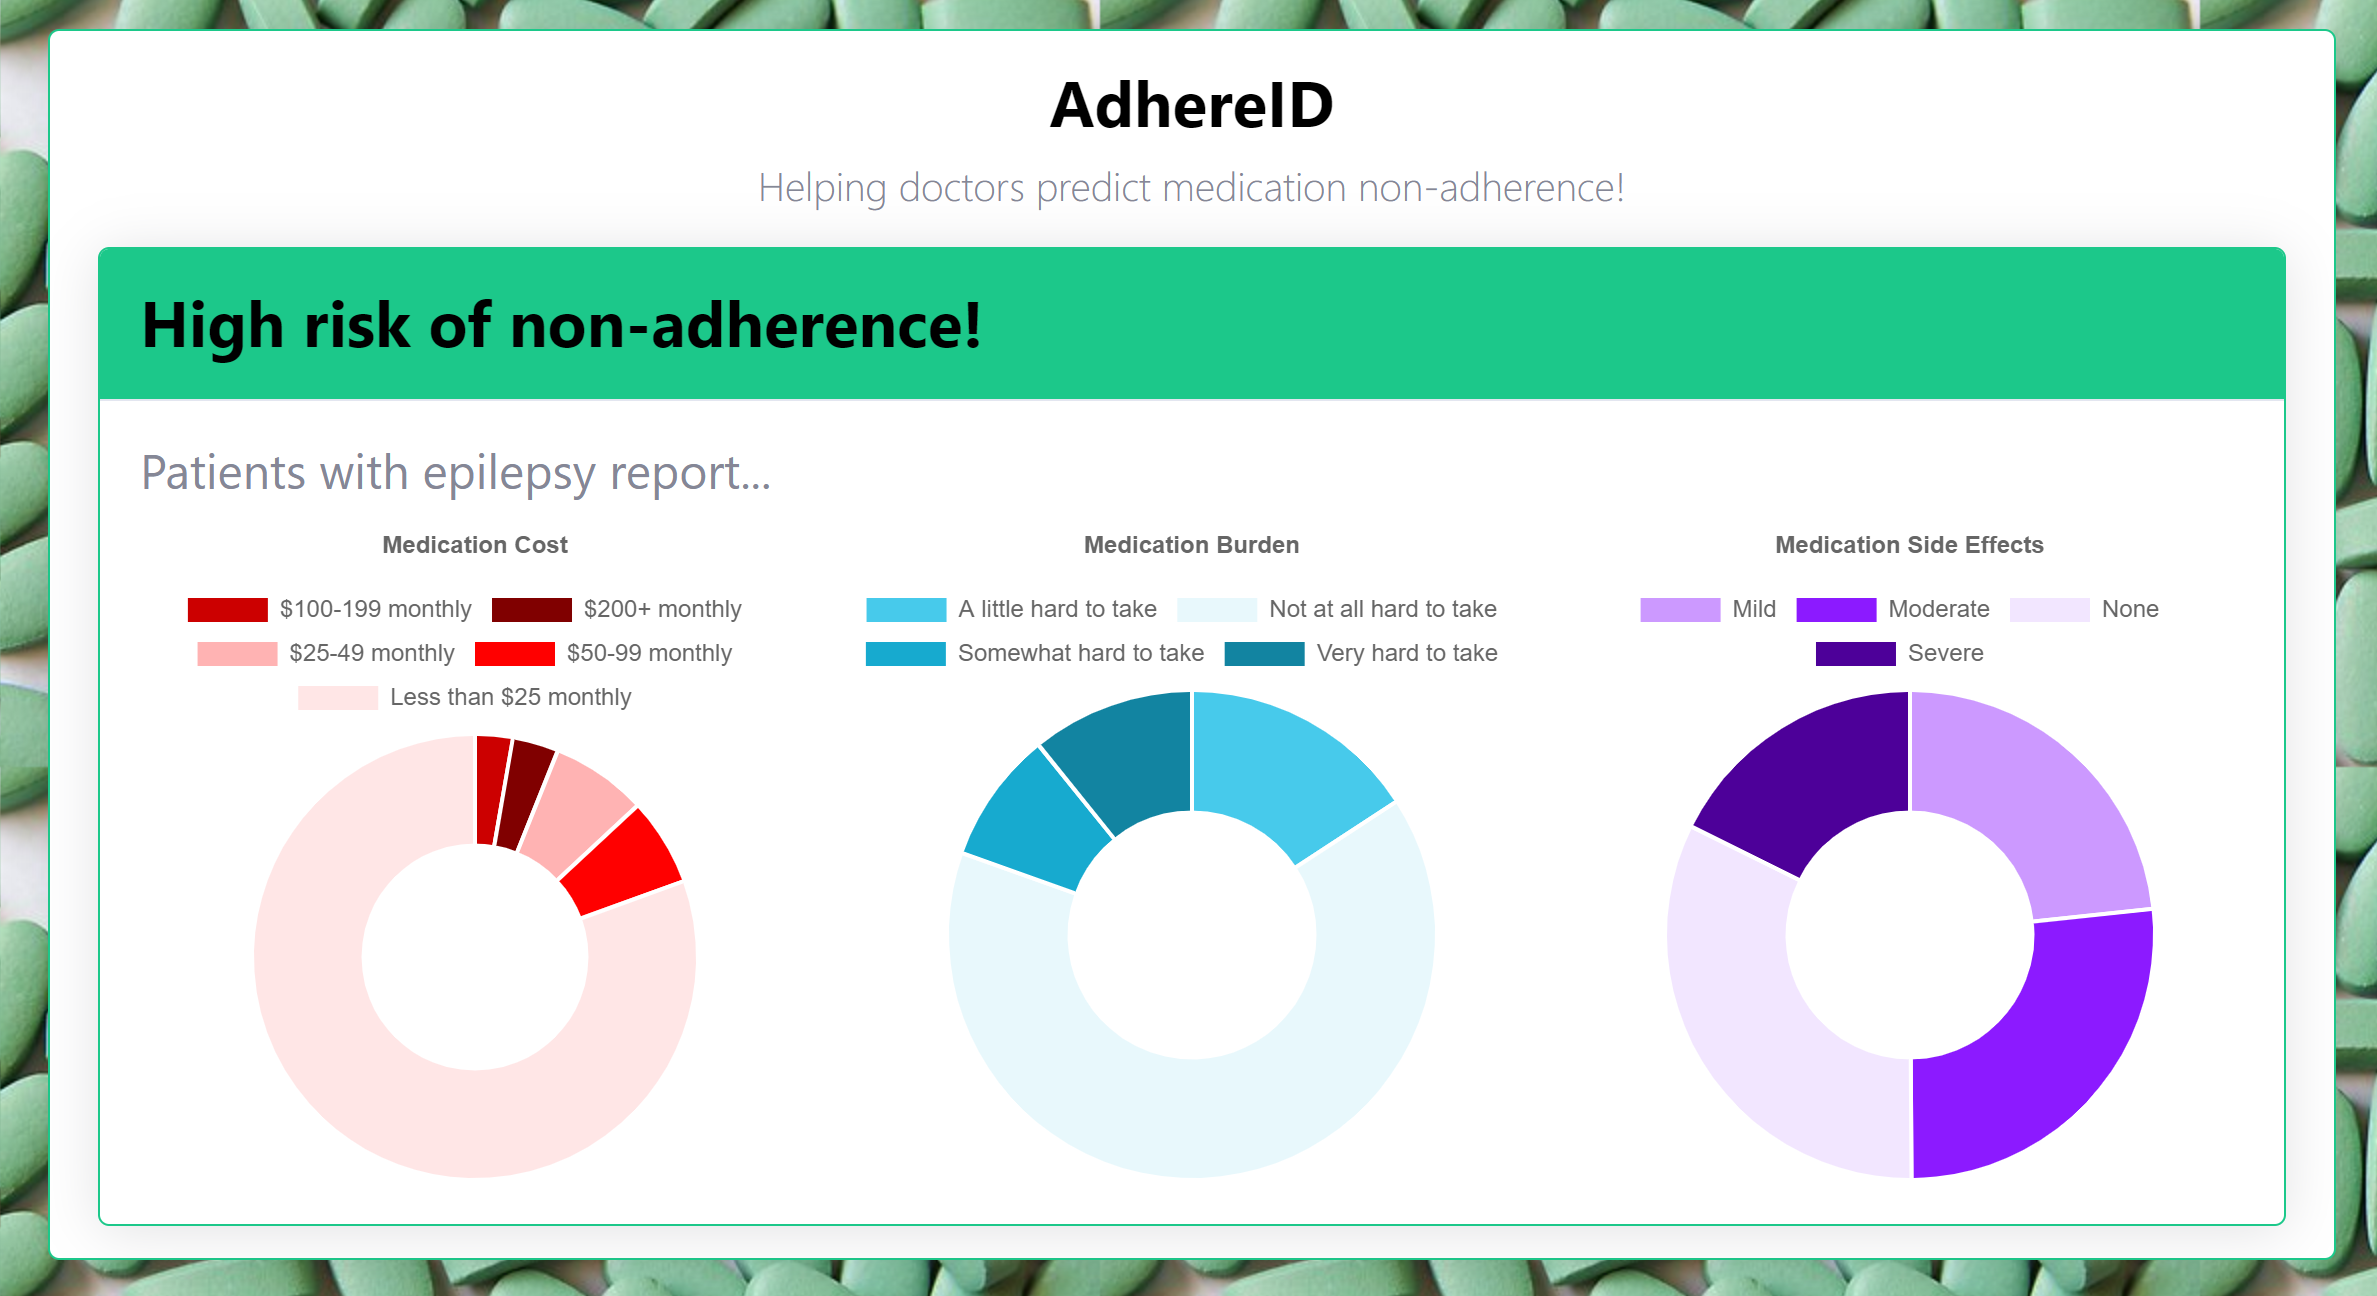 AdhereID
Helping doctors predict medication non-adherence!
High risk of non-adherence!
Patients with epilepsy report...
Medication Cost
$100-199 monthly $200+ monthly
$25-49 monthly $50-99 monthly
Less than $25 monthly
Medication Burden
A little hard to take Not at all hard to take
Somewhat hard to take Very hard to take
Medication Side Effects
Mild Moderate None
Severe